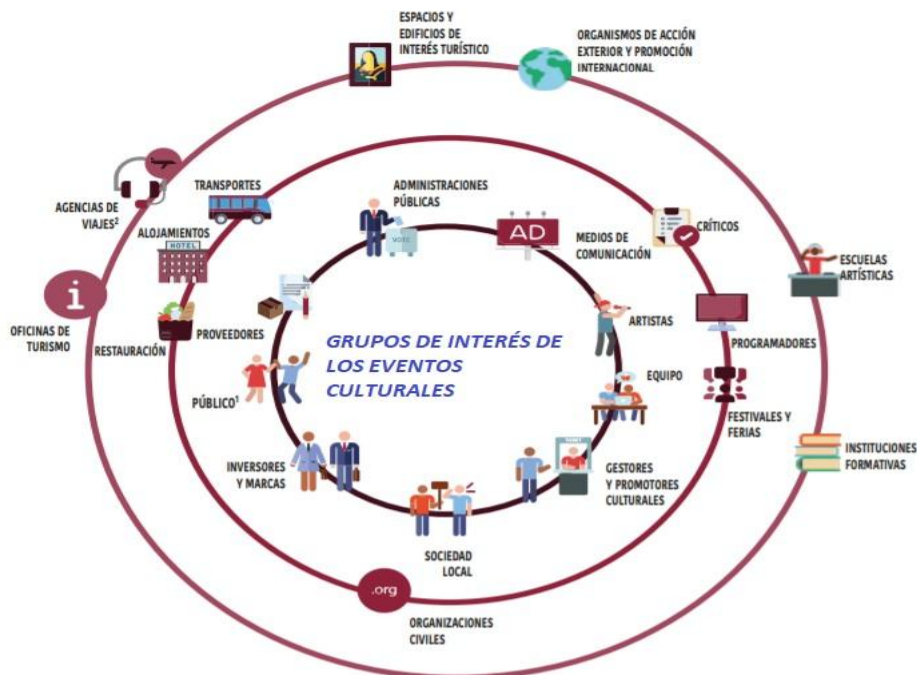 ESPACIOS Y
EDIFICIOS DE
INTERÉS TURÍSTICO
ORGANISMOS DE ACCIÓN
EXTERIOR Y PROMOCIÓN
INTERNACIONAL
AGENCIAS DE
VIAJES²
TRANSPORTES
ADMINISTRACIONES
PÚBLICAS
VOTE
AD
MEDIOS DE
COMUNICACIÓN
CRÍTICOS
ALOJAMIENTOS
HOTEL
ESCUELAS
ARTÍSTICAS
i
OFICINAS DE
TURISMO
RESTAURACIÓN
PROVEEDORES
GRUPOS DE INTERÉS DE
LOS EVENTOS
CULTURALES
ARTISTAS
PROGRAMADORES
PÚBLICO¹
EQUIPO
FESTIVALES Y
FERIAS
INVERSORES
Y MARCAS
GESTORES
Y PROMOTORES
CULTURALES
INSTITUCIONES
FORMATIVAS
SOCIEDAD
LOCAL
.org
ORGANIZACIONES
CIVILES